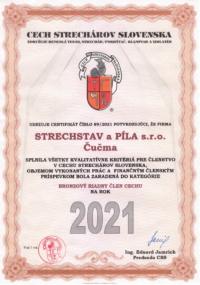 CECH STRECHÁROV SLOVENSKA
UDEĽUJE CERTIFIKÁT ČÍSLO 89/2021 POTVRDZUJÚCI, ŽE FIRMA
STRECHSTAV a PÍLA s.r.o.
Čučma
SPLNILA VŠETKY KVALITATÍVNE KRITÉRIÁ PRE ČLENSTVO
V CECHU STRECHÁROV SLOVENSKA,
OBJEMOM VYKONANÝCH PRÁC A FINANČNÝM ČLENSKÝM
PRÍSPEVKOM BOLA ZARADENÁ DO KATEGÓRIE
BRONZOVÝ RIADNY ČLEN CECHU
NA ROK
2021
Ing. Eduard Jamrich
Predseda CSS